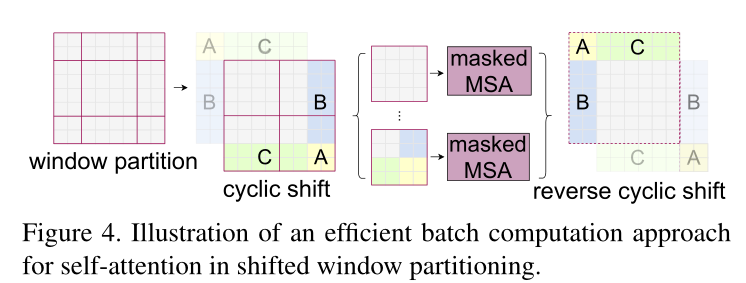 A C
B
B
C A
window partition
cyclic shift
masked
MSA
...
masked
MSA
A C
B B
C A
reverse cyclic shift
Figure 4. Illustration of an efficient batch computation approach
for self-attention in shifted window partitioning.